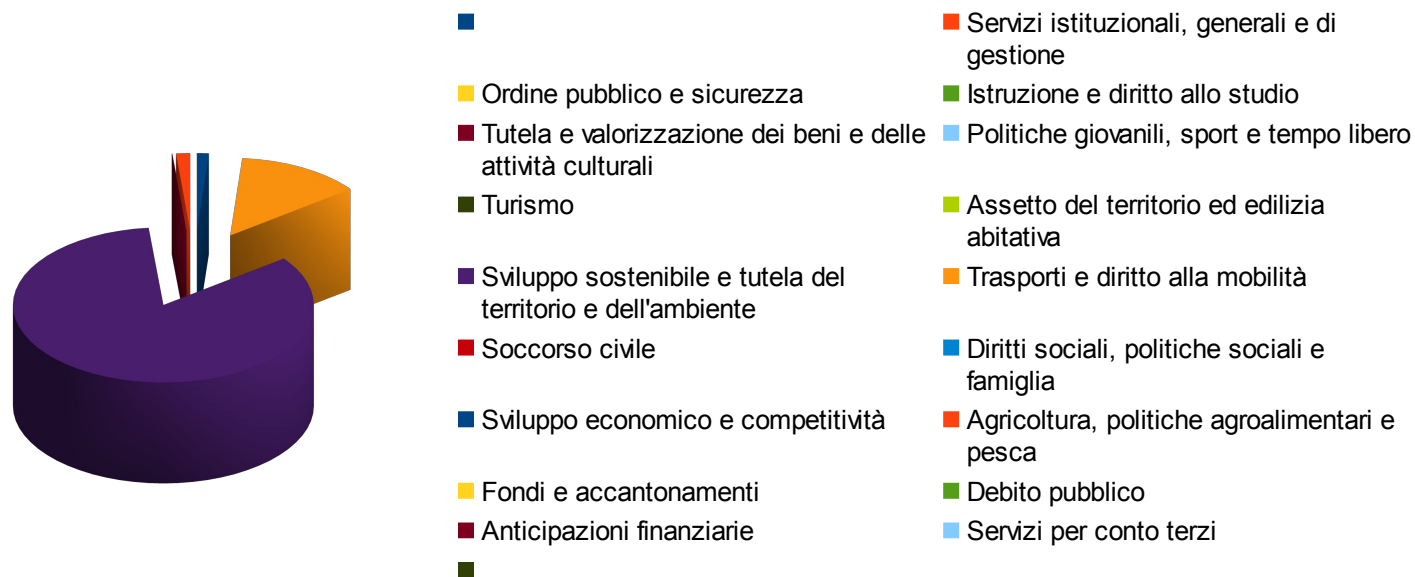 Servizi istituzionali, generali e di
gestione
Ordine pubblico e sicurezza
Istruzione e diritto allo studio
Tutela e valorizzazione dei beni e delle
attività culturali
Politiche giovanili, sport e tempo libero
Turismo
Assetto del territorio ed edilizia
abitativa
Sviluppo sostenibile e tutela del
territorio e dell'ambiente
Trasporti e diritto alla mobilità
Soccorso civile
Diritti sociali, politiche sociali e
famiglia
Sviluppo economico e competitività
Agricoltura, politiche agroalimentari e
pesca
Fondi e accantonamenti
Debito pubblico
Anticipazioni finanziarie
Servizi per conto terzi